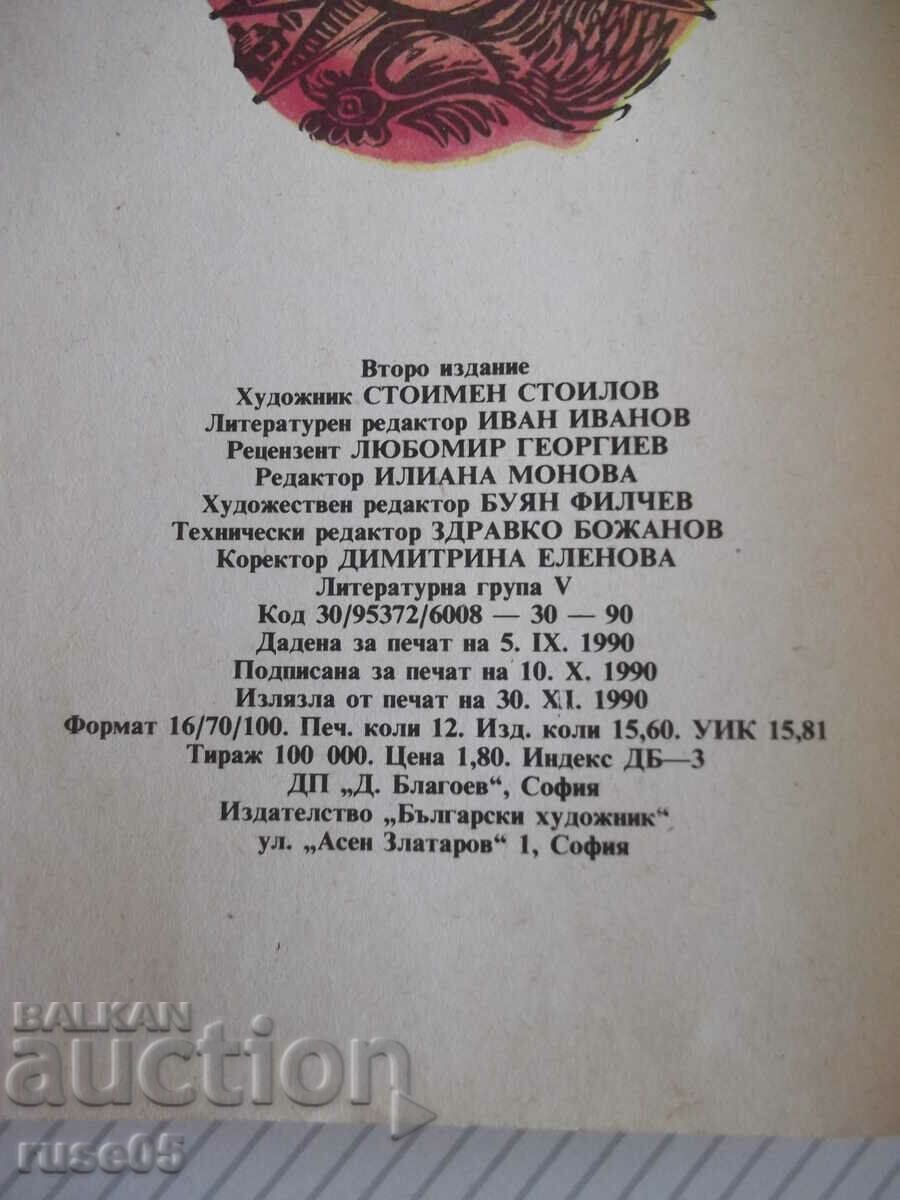 Второ издание
Художник СТОИМЕН СТОИЛОВ
Литературен редактор ИВАН ИВАНОВ
Рецензент ЛЮБОМИР ГЕОРГИЕВ
Редактор ИЛИАНА МОНОВА
Художествен редактор БУЯН ФИЛЧЕВ
Технически редактор ЗДРАВКО БОЖАНОВ
Коректор ДИМИТРИНА ЕЛЕНОВА
Литературна група V
Код 30/95372/6008 — 30 — 90
Дадена за печат на 5. IX. 1990
Подписана за печат на 10. X. 1990
Излязла от печат на 30. XI. 1990
Формат 16/70/100. Печ. коли 12. Изд. коли 15,60. УИК 15,81
Тираж 100 000. Цена 1,80. Индекс ДБ—3
ДП „Д. Благоев“, София
Издателство „Български художник“
ул. „Асен Златаров“ 1, София
BALKAN
auction
ruse05